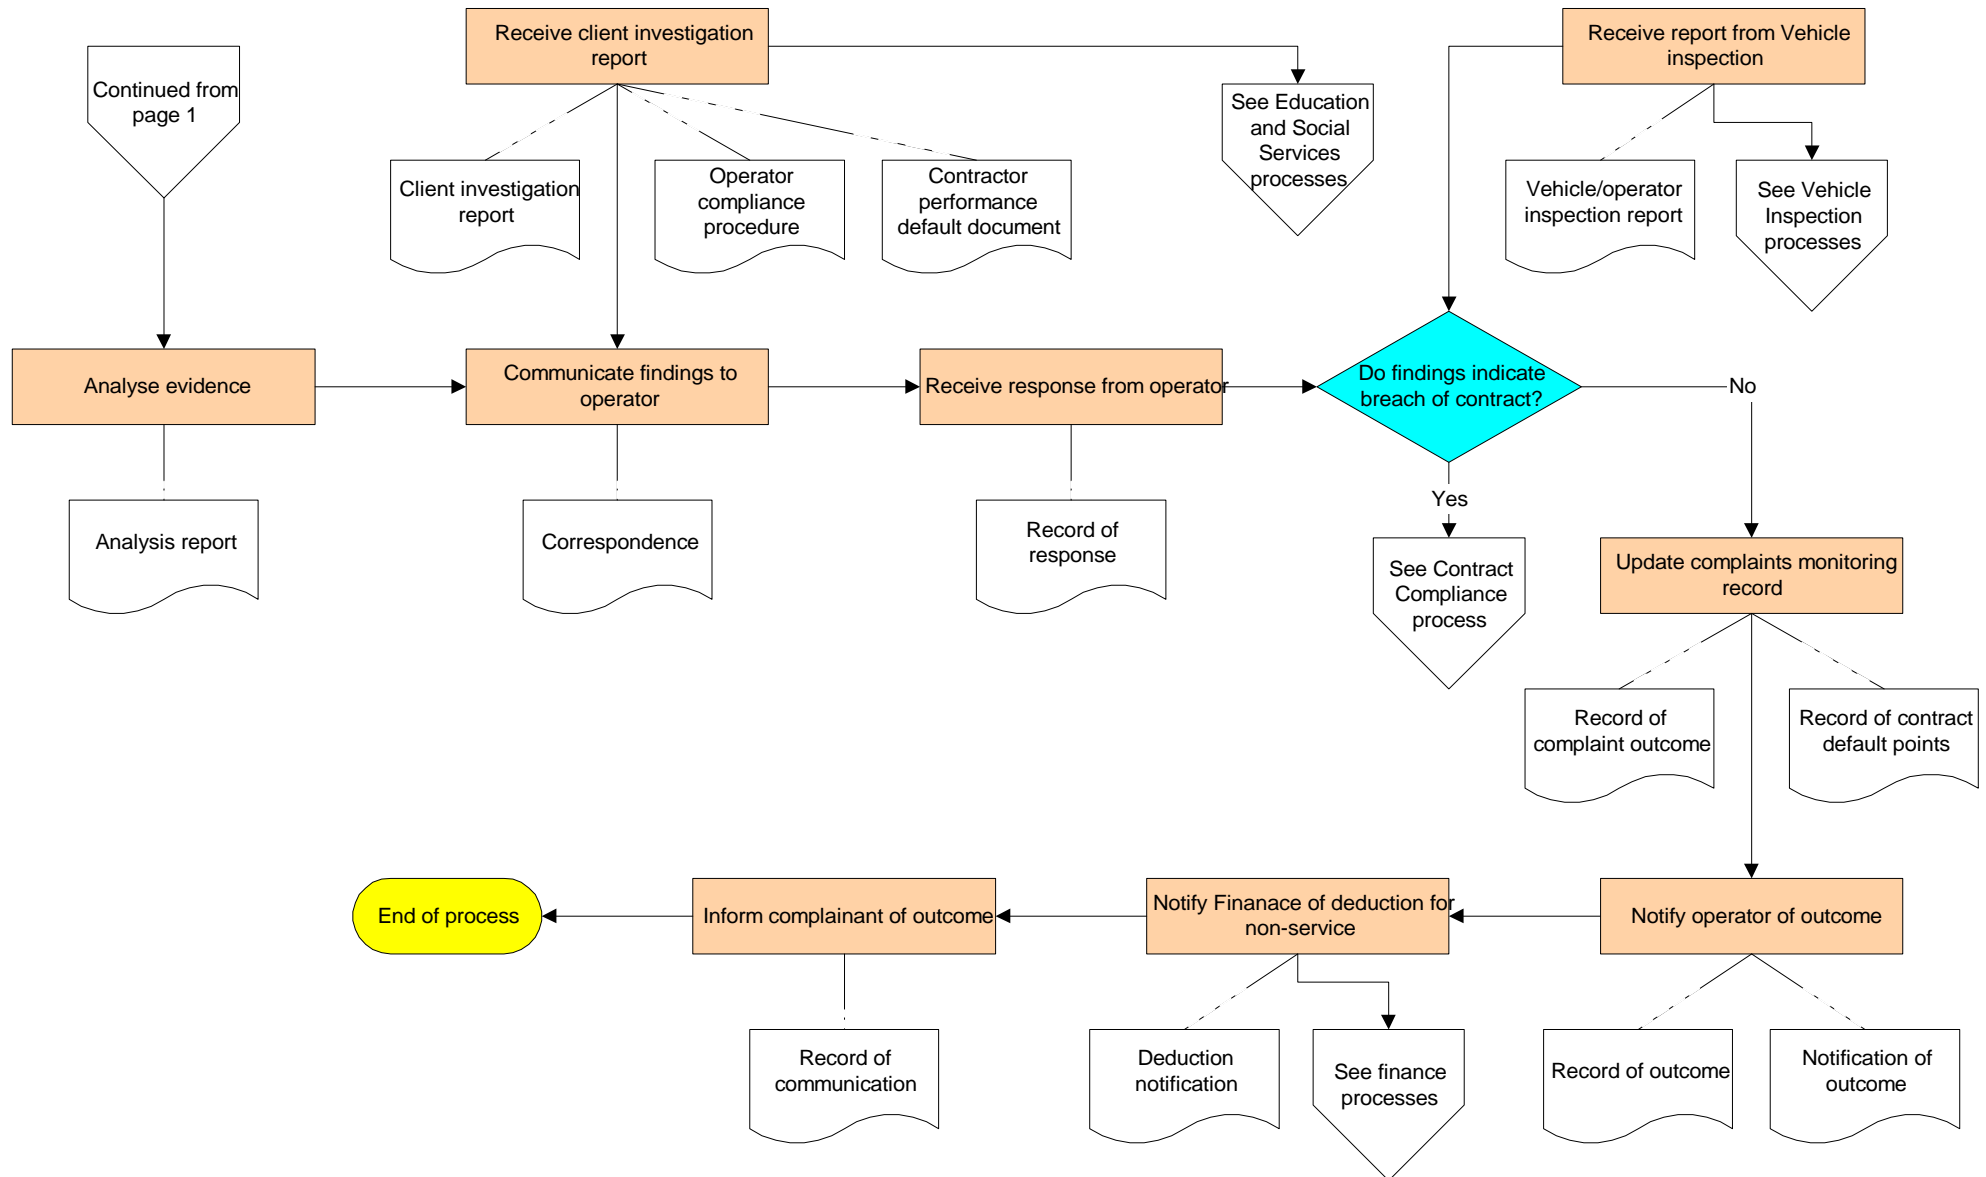 Receive client investigation
report
Receive report from Vehicle
inspection
Continued from
page 1
See Education
and Social
Services
processes
Client investigation
report
Operator
compliance
procedure
Contractor
performance
default document
Vehicle/operator
inspection report
See Vehicle
Inspection
processes
Analyse evidence
Communicate findings to
operator
Receive response from operator
Do findings indicate
breach of contract?
No
Yes
Analysis report
Correspondence
Record of
response
See Contract
Compliance
process
Update complaints monitoring
record
Record of
complaint outcome
Record of contract
default points
End of process
Inform complainant of outcome
Notify Finanace of deduction for
non-service
Notify operator of outcome
Record of
communication
Deduction
notification
See finance
processes
Record of outcome
Notification of
outcome